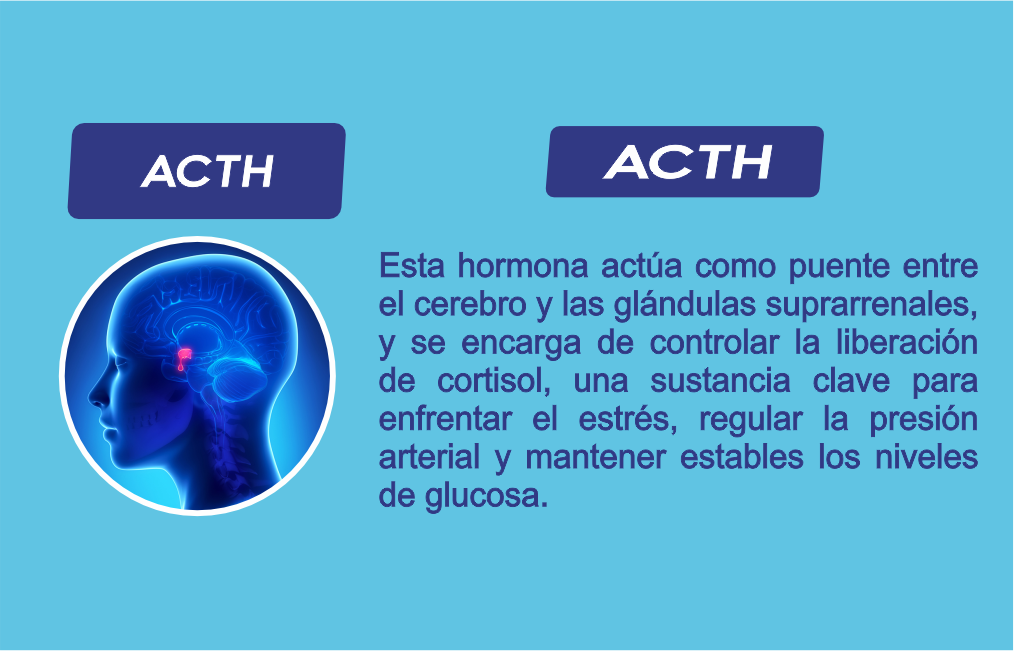 ACTH
ACTH
Esta hormona actúa como puente entre
el cerebro y las glándulas suprarrenales,
y se encarga de controlar la liberación
de cortisol, una sustancia clave para
enfrentar el estrés, regular la presión
arterial y mantener estables los niveles
de glucosa.